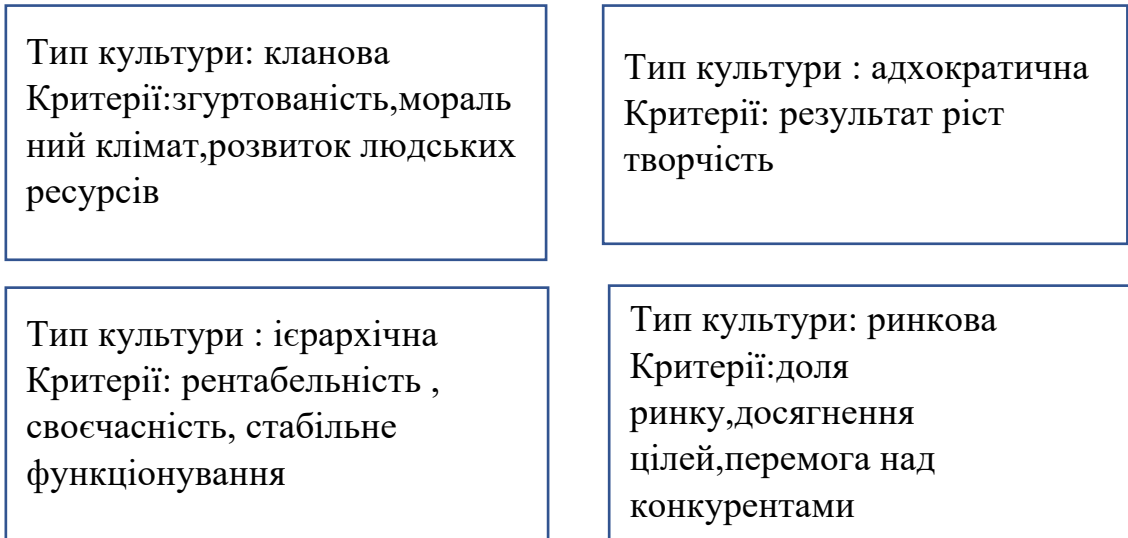 Тип культури: кланова
Критерії:згуртованість,мораль
ний клімат,розвиток людських
ресурсів
Тип культури : адхократична
Критерії: результат ріст
творчість
Тип культури : ієрархічна
Критерії: рентабельність ,
своєчасність, стабільне
функціонування
Тип культури: ринкова
Критерії:доля
ринку,досягнення
цілей,перемога над
конкурентами